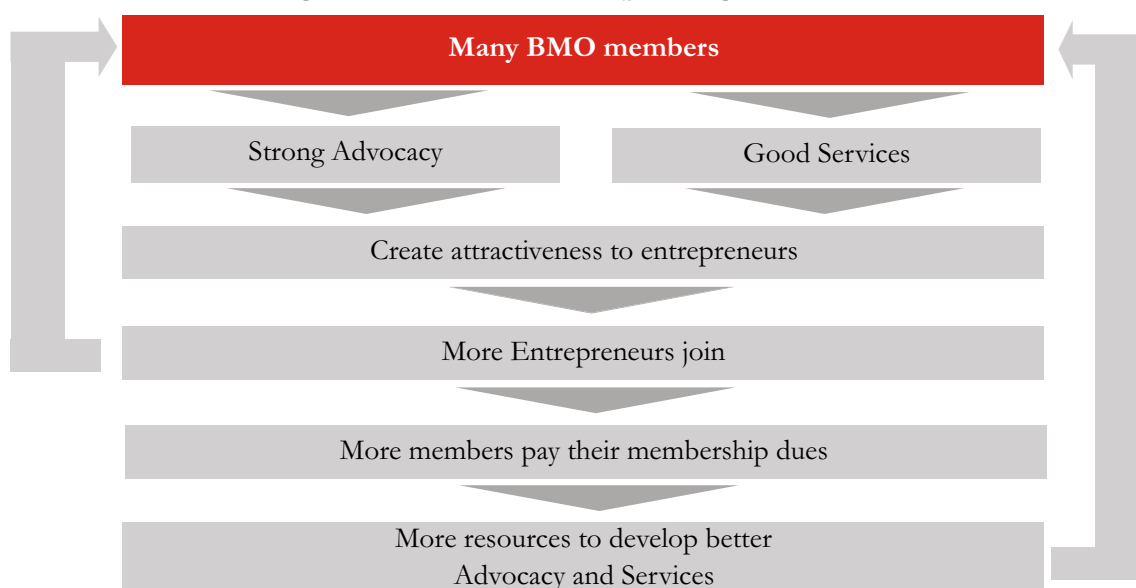 Many BMO members
Strong Advocacy
Good Services
Create attractiveness to entrepreneurs
More Entrepreneurs join
More members pay their membership dues
More resources to develop better
Advocacy and Services